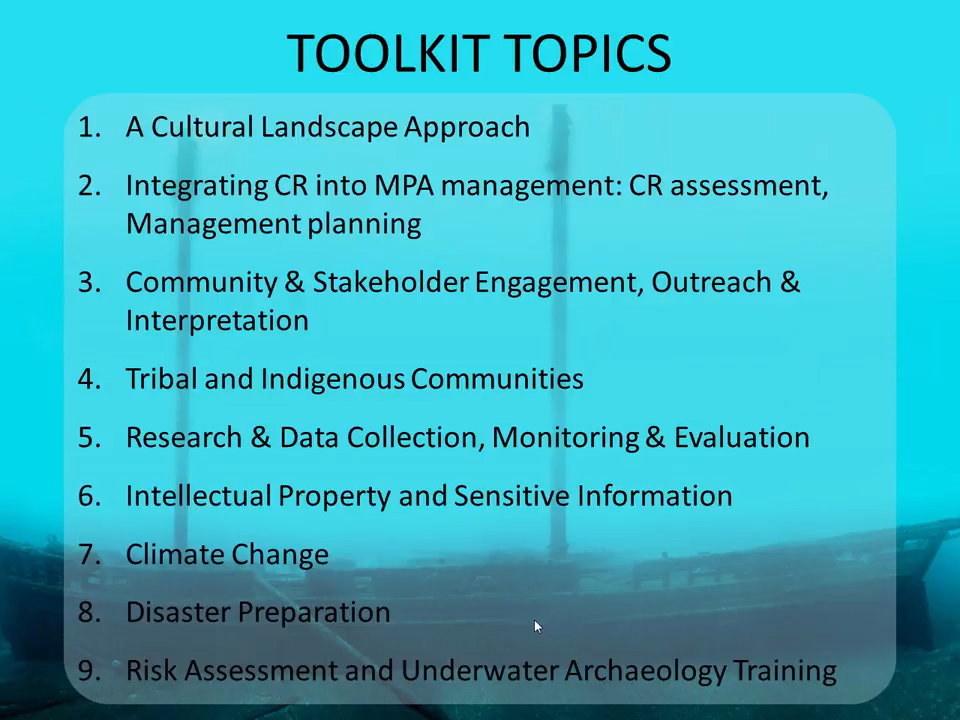 TOOLKIT TOPICS
1. A Cultural Landscape Approach
2. Integrating CR into MPA management: CR assessment,
Management planning
3. Community & Stakeholder Engagement, Outreach &
Interpretation
4. Tribal and Indigenous Communities
5. Research & Data Collection, Monitoring & Evaluation
6. Intellectual Property and Sensitive Information
7. Climate Change
8. Disaster Preparation
9. Risk Assessment and Underwater Archaeology Training